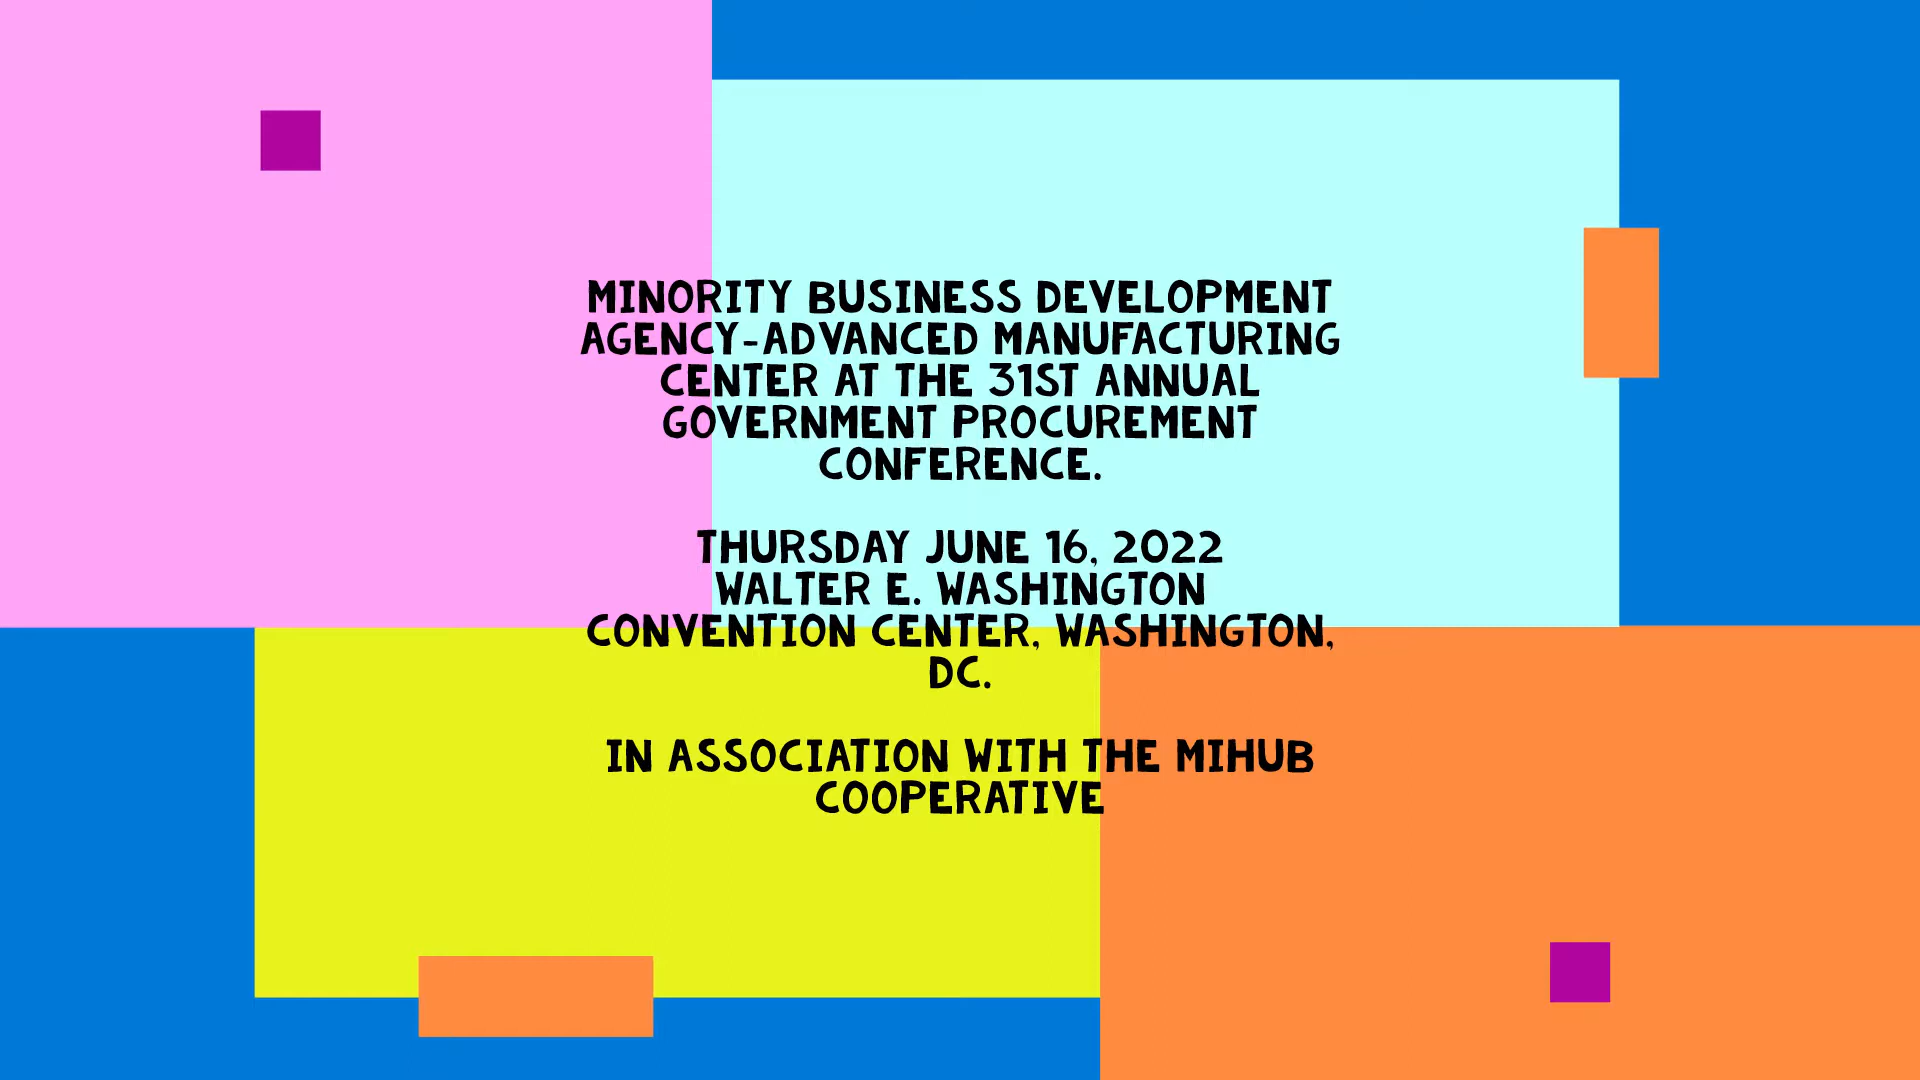 MINORITY BUSINESS DEVELOPMENT
AGENCY-ADVANCED MANUFACTURING
CENTER AT THE 31ST ANNUAL
GOVERNMENT PROCUREMENT
CONFERENCE.
THURSDAY JUNE 16, 2022
WALTER E. WASHINGTON
CONVENTION CENTER, WASHINGTON,
DC.
IN ASSOCIATION WITH THE MIHUB
COOPERATIVE